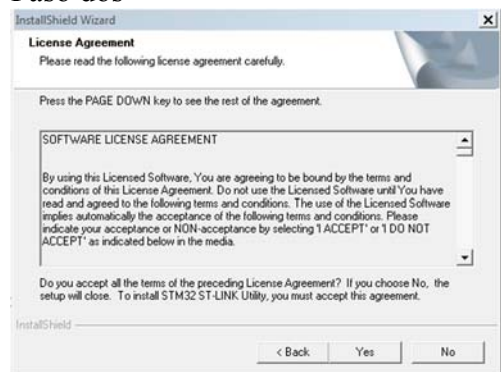 Paso dos
InstallShield Wizard
License Agreement
Please read the following license agreement carefully.
Press the PAGE DOWN key to see the rest of the agreement.
SOFTWARE LICENSE AGREEMENT
By using this Licensed Software, You are agreeing to be bound by the terms and
conditions of this License Agreement. Do not use the Licensed Software until You have
read and agreed to the following terms and conditions. The use of the Licensed Software
implies automatically the acceptance of the following terms and conditions. Please
indicate your acceptance or NON-acceptance by selecting 'I ACCEPT' or 'I DO NOT
ACCEPT' as indicated below in the media.
Do you accept all the terms of the preceding License Agreement? If you choose No, the
setup will close. To install STM32 ST-LINK Utility, you must accept this agreement.
InstallShield
< Back Yes No